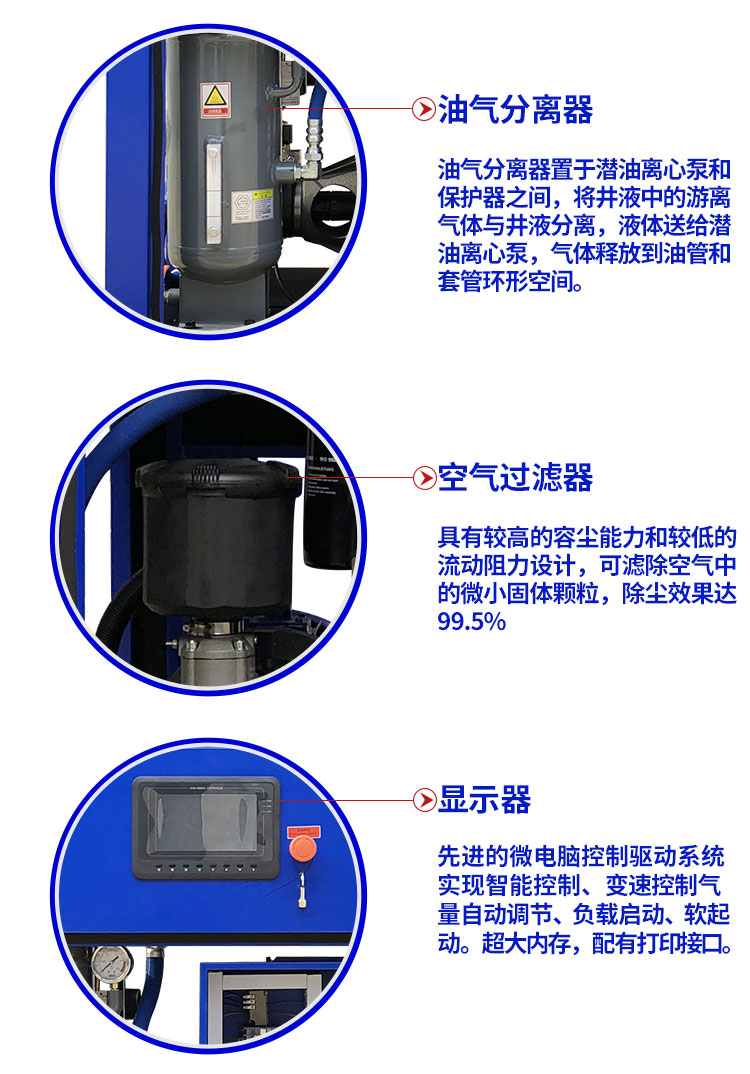 油气分离器
油气分离器置于潜油离心泵和
保护器之间，将井液中的游离
气体与井液分离，液体送给潜
油离心泵，气体释放到油管和
套管环形空间。
空气过滤器
具有较高的容尘能力和较低的
流动阻力设计，可滤除空气中
的微小固体颗粒，除尘效果达
99.5%
显示器
先进的微电脑控制驱动系统
实现智能控制、变速控制气
量自动调节、负载启动、软起
动。超大内存，配有打印接口。